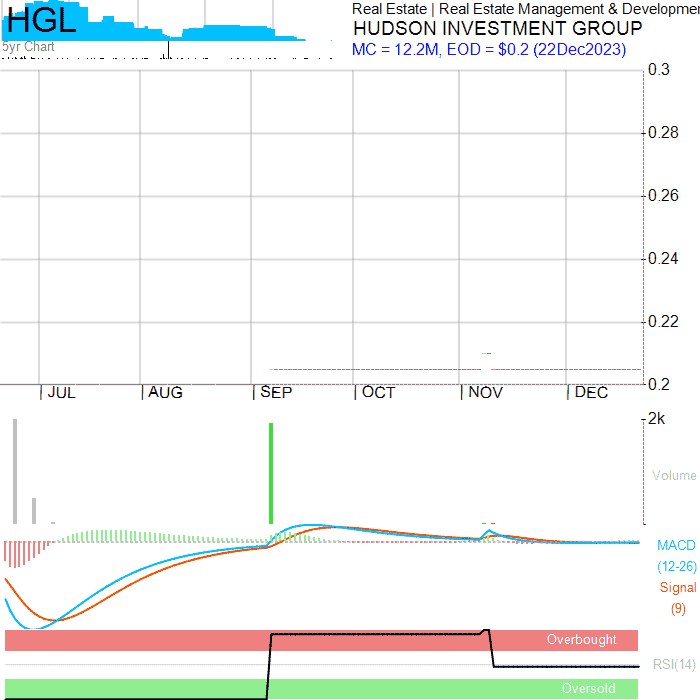 HGL
5yr Chart
Real Estate | Real Estate Management & Developmen
HUDSON INVESTMENT GROUP
MC = 12.2M, EOD = $0.2 (22Dec2023)
0.3
0.28
0.26
0.24
0.22
0.2
JUL AUG SEP OCT NOV DEC
2k
Volume
MACD
(12-26)
Signal
(9)
Overbought
RSI(14)
Oversold